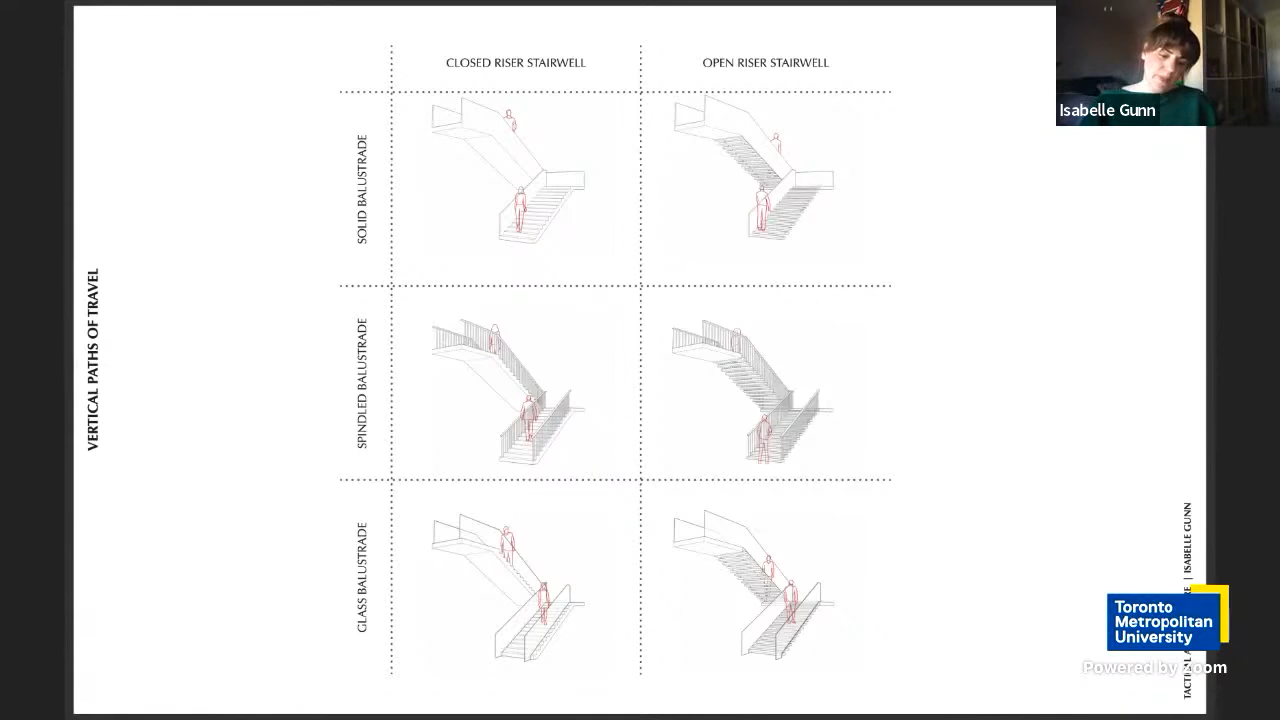 CLOSED RISER STAIRWELL
OPEN RISER STAIRWELL
Isabelle Gunn
VERTICAL PATHS OF TRAVEL
SOLID BALUSTRADE
SPINDLED BALUSTRADE
GLASS BALUSTRADE
| ISABELLE GUNN
Toronto
Metropolitan
University
Powered by Zoom